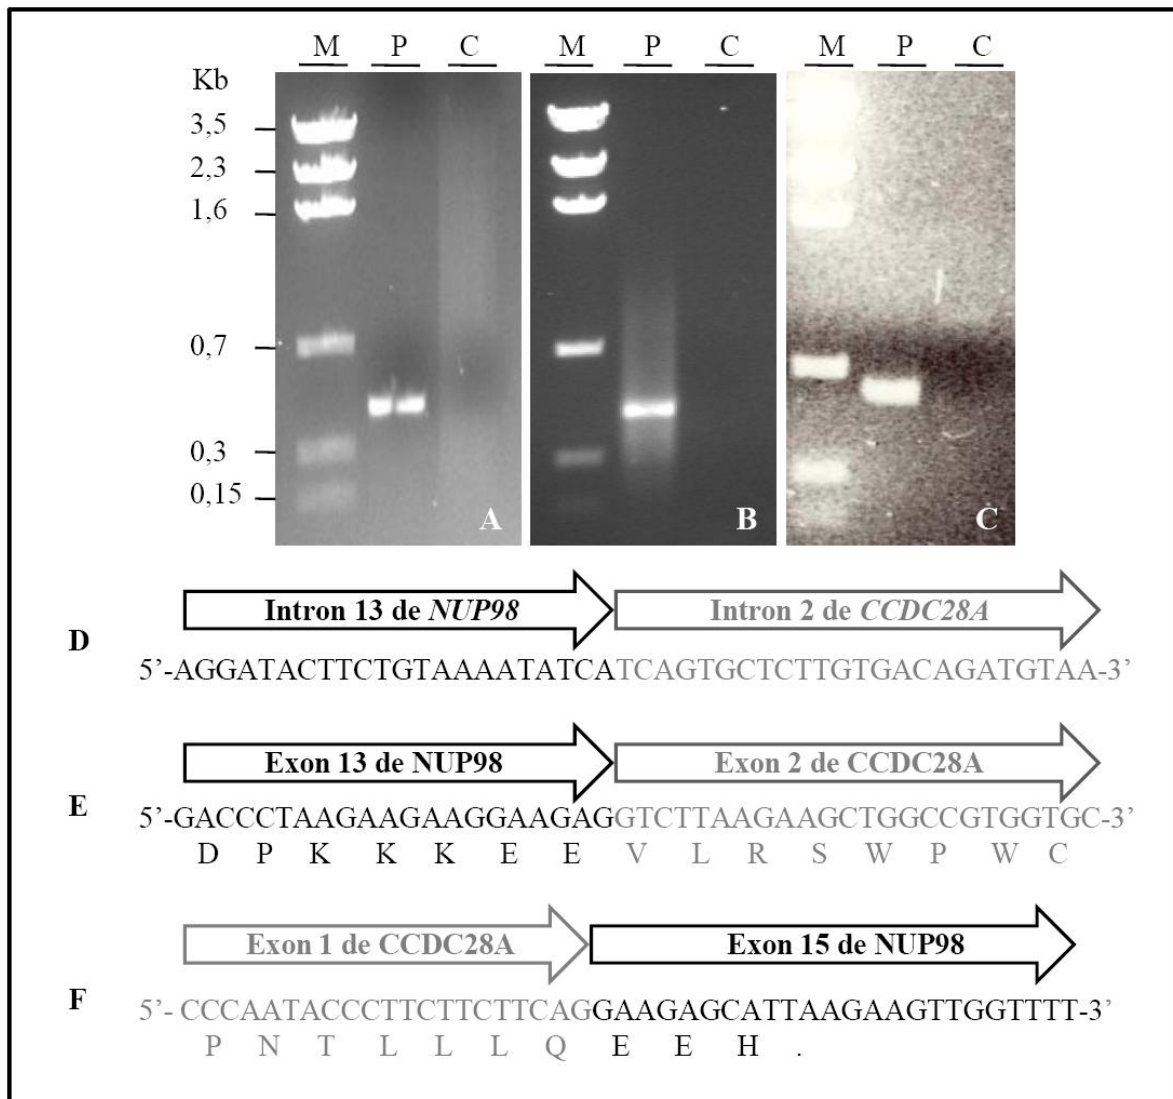 M P C M P C M P C
Kb
3,5
2,3
1,6
0,7
0,3
0,15
A B C
Intron 13 de NUP98 Intron 2 de CCDC28A
D
5’-AGGATACTTCTGTAAAATATCATCAGTGCTCTTGTGACAGATGTAA-3’
Exon 13 de NUP98 Exon 2 de CCDC28A
E
5’-GACCCTAAGAAGAAGGAAGAGGTCTTAAGAAGCTGGCCGTGGTGC-3’
D P K K K E E V L R S W P W C
Exon 1 de CCDC28A Exon 15 de NUP98
F
5’- CCCAATACCCTTCTTCTTCAGGAAGAGCATTAAGAAGTTGGTTTT-3’
P N T L L L Q E E H .